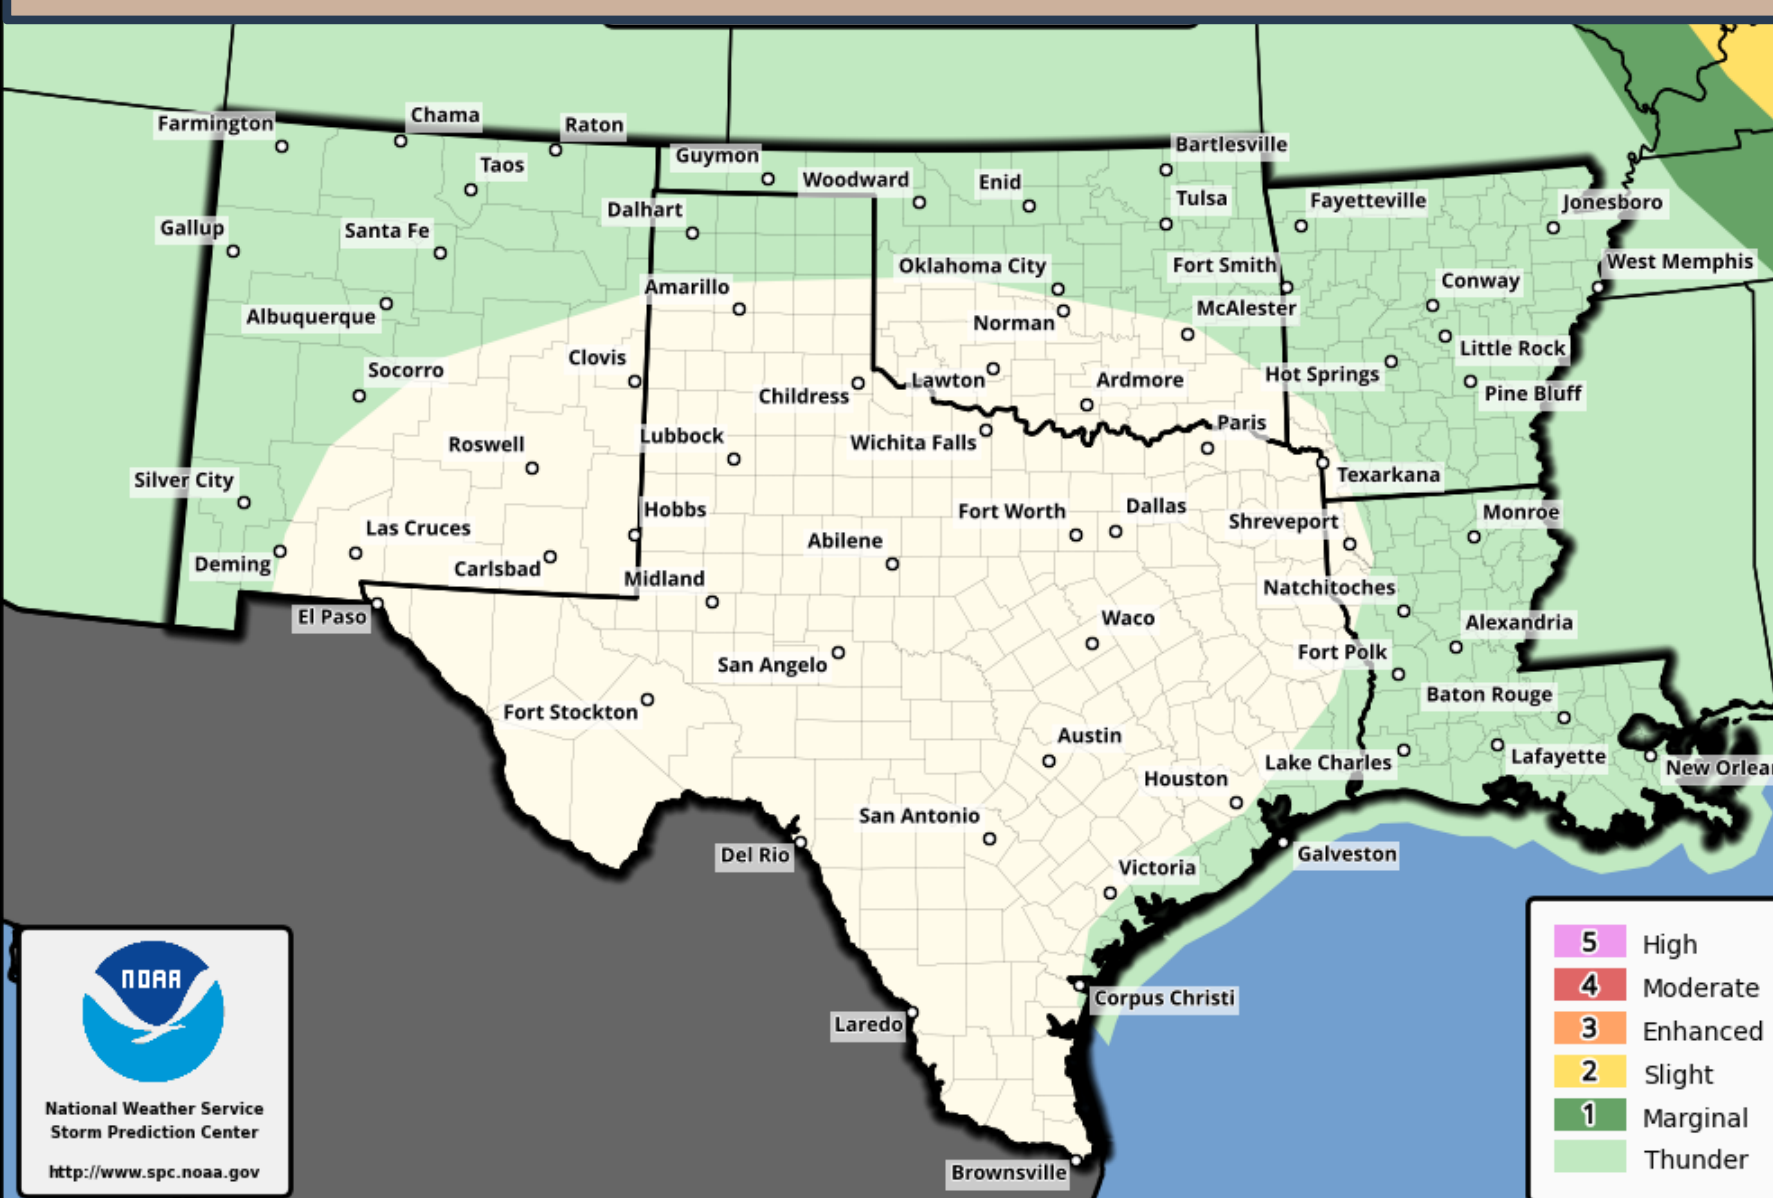 Farmington
Chama
Raton
Taos
Guymon
Woodward
Enid
Bartlesville
Tulsa
Fayetteville
Jonesboro
Gallup
Santa Fe
Dalhart
Oklahoma City
Fort Smith
West Memphis
Amarillo
Conway
Albuquerque
Norman
McAlester
Little Rock
Socorro
Clovis
Childress
Lawton
Ardmore
Hot Springs
Pine Bluff
Roswell
Lubbock
Wichita Falls
Paris
Texarkana
Silver City
Las Cruces
Hobbs
Fort Worth
Dallas
Shreveport
Monroe
Deming
Carlsbad
Midland
Abilene
Natchitoches
El Paso
Waco
Alexandria
San Angelo
Fort Polk
Fort Stockton
Baton Rouge
Austin
Lake Charles
Lafayette
New Orlea
Houston
San Antonio
Del Rio
Victoria
Galveston
Corpus Christi
Laredo
Brownsville
NOAA
National Weather Service
Storm Prediction Center
http://www.spc.noaa.gov
5 High
4 Moderate
3 Enhanced
2 Slight
1 Marginal
Thunder